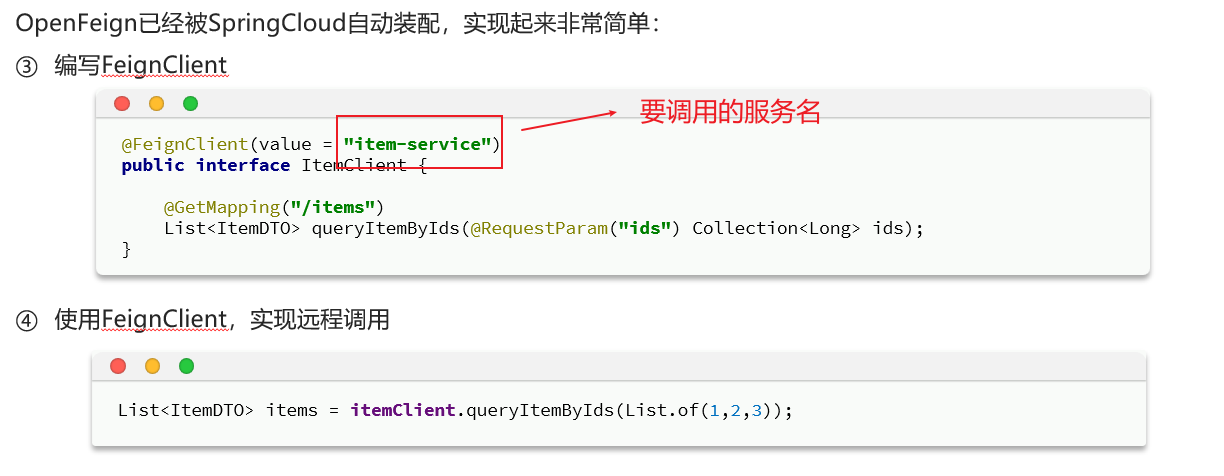 OpenFeign已经被SpringCloud自动装配，实现起来非常简单：
③ 编写FeignClient
要调用的服务名
@FeignClient(value = "item-service")
public interface ItemClient {
@GetMapping("/items")
List<ItemDTO> queryItemByIds(@RequestParam("ids") Collection<Long> ids);
}
④ 使用FeignClient，实现远程调用
List<ItemDTO> items = itemClient.queryItemByIds(List.of(1,2,3));